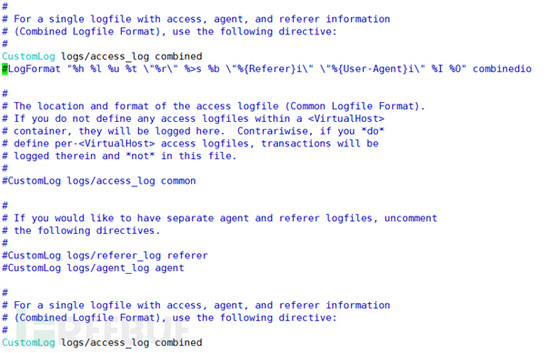 #
# For a single logfile with access, agent, and referer information
# (Combined Logfile Format), use the following directive:
#
CustomLog logs/access_log combined
#LogFormat "%h %l %u %t \"%r\" %>s %b \"%{Referer}i\" \"%{User-Agent}i\" %I %O" combinedio
#
# The location and format of the access logfile (Common Logfile Format).
# If you do not define any access logfiles within a <VirtualHost>
# container, they will be logged here.  Contrariwise, if you *do*
# define per-<VirtualHost> access logfiles, transactions will be
# logged therein and *not* in this file.
#
#CustomLog logs/access_log common
#
# If you would like to have separate agent and referer logfiles, uncomment
# the following directives.
#
#CustomLog logs/referer_log referer
#CustomLog logs/agent_log agent
#
# For a single logfile with access, agent, and referer information
# (Combined Logfile Format), use the following directive:
#
CustomLog logs/access_log combined